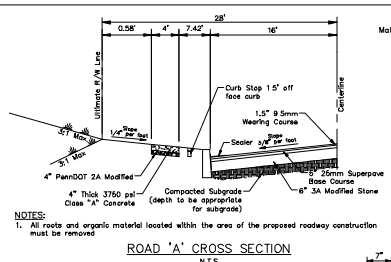 28'
0.58' 4' 7.42' 16'
Mat
Ultimate R/W Line
Centerline
Curb Stop 1.5' off
face curb
1.5" 9.5mm
Wearing Course
3:1 Max
1/4" Slope per foot
Sealer
Slope
3/8" per foot
3:1 Max
4" PennDOT 2A Modified
5" 25mm Superpave
Base Course
4" Thick 3750 psi
Class "A" Concrete
Compacted Subgrade
(depth to be appropriate
for subgrade)
6" 3A Modified Stone
NOTES:
1. All roots and organic material located within the area of the proposed roadway construction
must be removed
ROAD 'A' CROSS SECTION
N.T.S.
7"